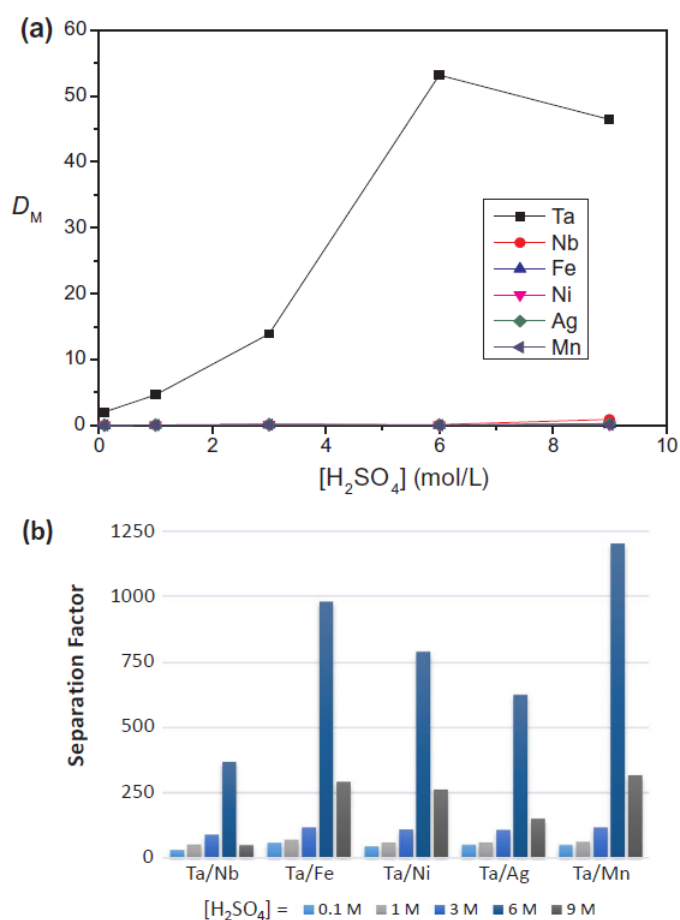 (a)
60
50
40
30
20
10
0
D_M
Ta
Nb
Fe
Ni
Ag
Mn
0 2 4 6 8 10
[H₂SO₄] (mol/L)
(b)
1250
1000
750
500
250
0
Separation Factor
Ta/Nb Ta/Fe Ta/Ni Ta/Ag Ta/Mn
[H₂SO₄] = 0.1 M 1 M 3 M 6 M 9 M